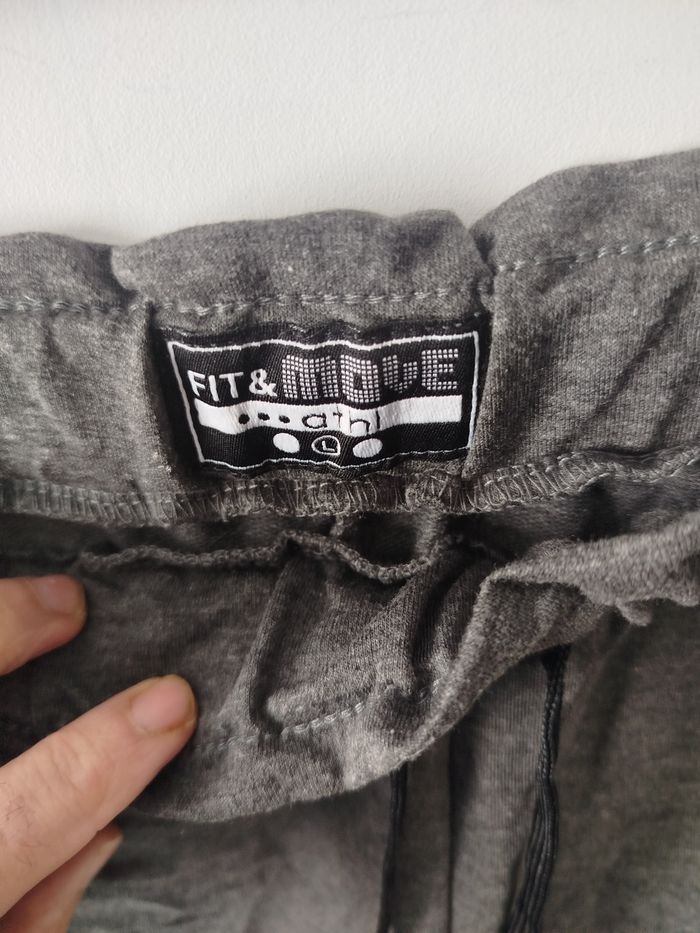 FIT& MOVE
••• athl
L